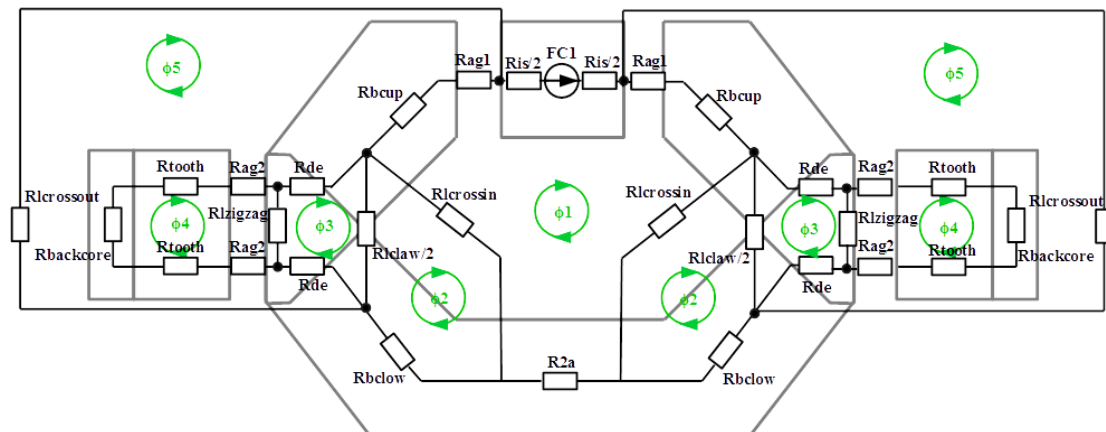 FC1
Rag1
Ris/2
Ris/2
Rag1
ϕ5
ϕ5
Rbcup
Rbcup
Rtooth
Rag2
Rde
Rde
Rag2
Rtooth
Rlcrossout
Rlcrossin
Rlcrossin
Rlcrossout
Rlzigzag
ϕ1
Rlzigzag
ϕ4
ϕ3
ϕ3
ϕ4
Rbackcore
Rtooth
Rag2
Rlclaw/2
Rlclaw/2
Rag2
Rtooth
Rbackcore
Rde
Rde
ϕ2
ϕ2
Rbclow
R2a
Rbclow